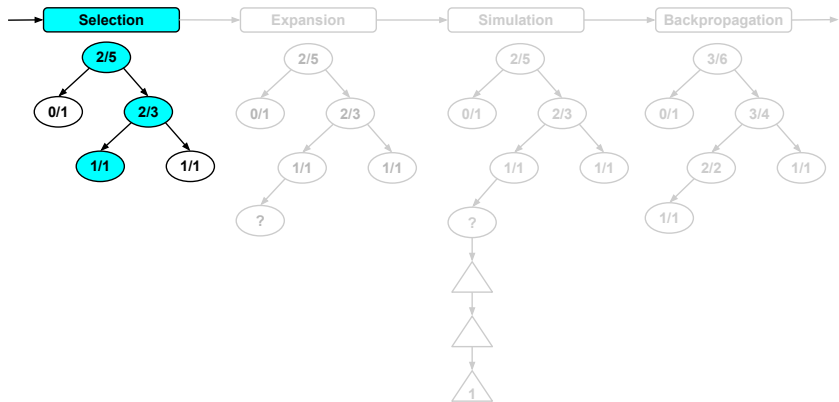 Selection Expansion Simulation Backpropagation
2/5 2/5 2/5 3/6
0/1 2/3 0/1 2/3 0/1 2/3 0/1 3/4
1/1 1/1 1/1 1/1 1/1 1/1 2/2 1/1
? ? 1/1
1